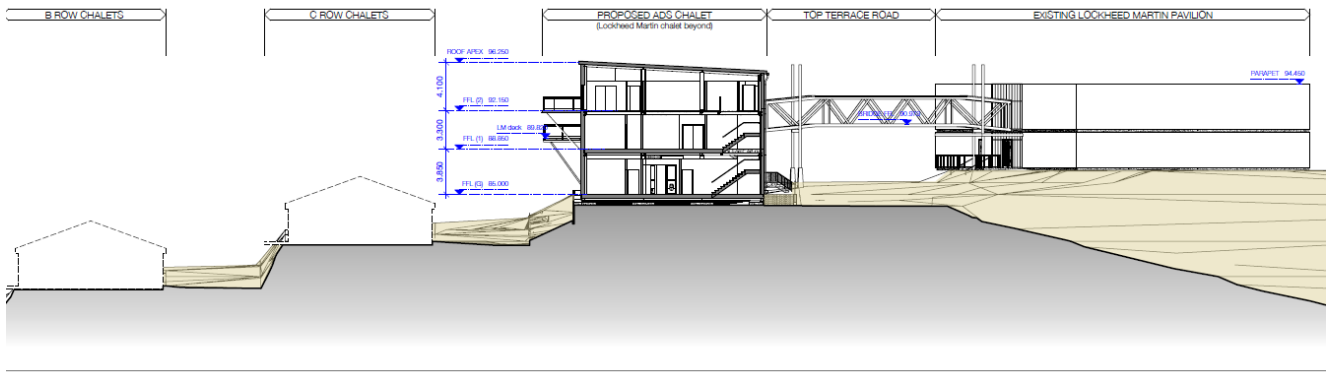 B ROW CHALETS
C ROW CHALETS
PROPOSED ADS CHALET
(Lockheed Martin chalet beyond)
TOP TERRACE ROAD
EXISTING LOCKHEED MARTIN PAVILION
ROOF APEX 96.250
PARAPET 94.450
4.100
FFL (2) 92.150
3.300
LM deck 89.82
FFL (1) 88.850
3.850
FFL (G) 85.000